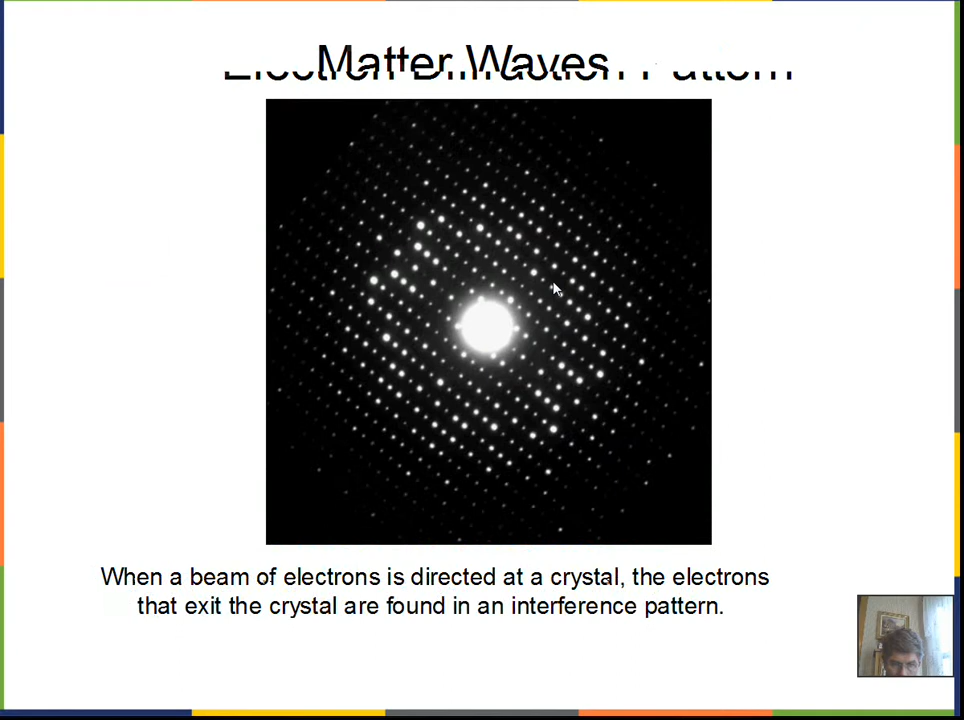 Matter Waves
When a beam of electrons is directed at a crystal, the electrons
that exit the crystal are found in an interference pattern.